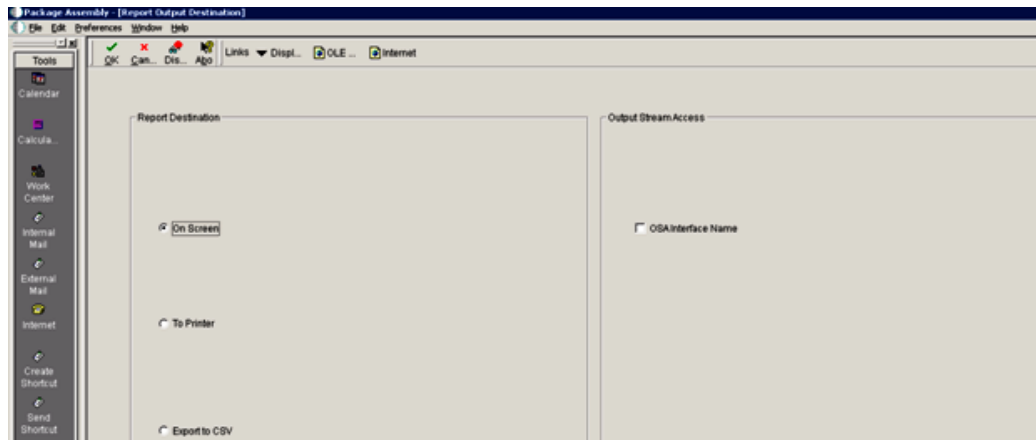 Package Assembly - [Report Output Destination]
File Edit Preferences Window Help
Tools
OK Can... Dis... Abo Links Displ... OLE ... Internet
Calendar
Calcula...
Work
Center
Internal
Mail
External
Mail
Internet
Create
Shortcut
Send
Shortcut
Report Destination
On Screen
To Printer
Export to CSV
Output Stream Access
OSA Interface Name